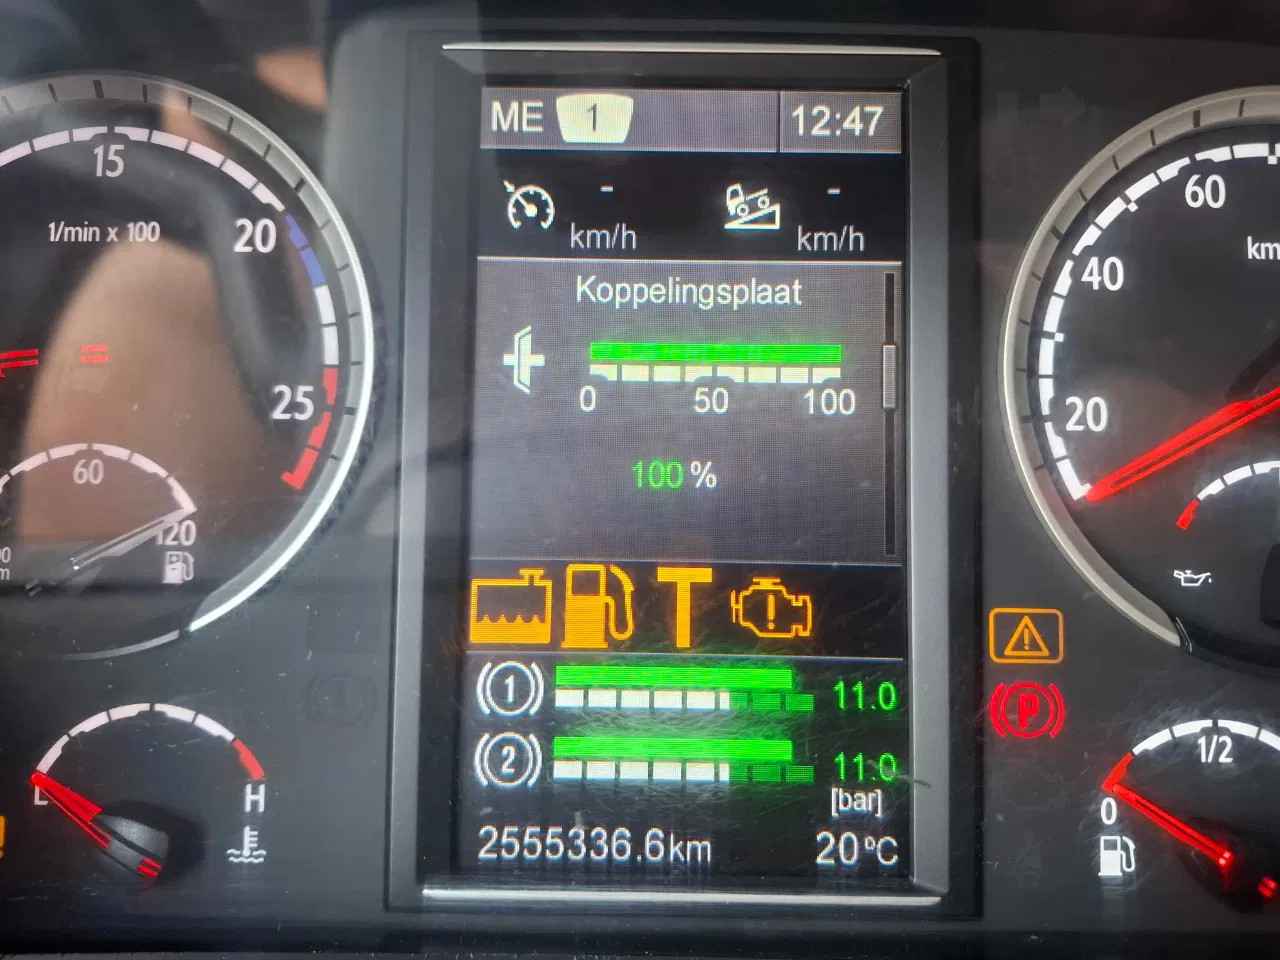 ME 1 12:47
- -
km/h km/h
Koppelingsplaat
0 50 100
100 %
1 11.0
2 11.0
[bar]
2555336.6km 20°C
15
1/min x 100
20
25
60
120
L H
60
40
20
km
P
1/2
0